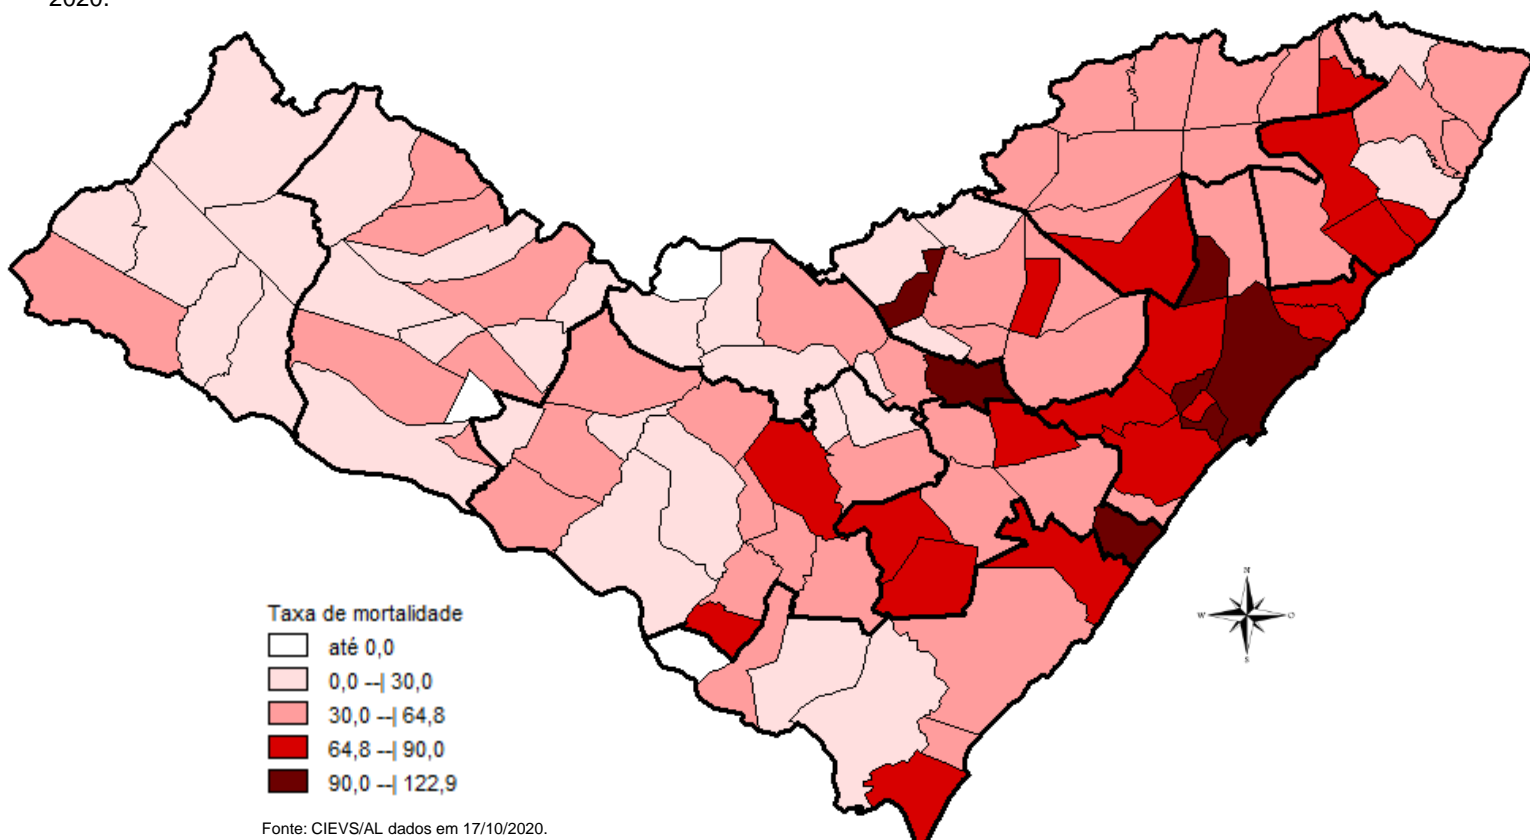 2020.
Taxa de mortalidade
até 0,0
0,0 --| 30,0
30,0 --| 64,8
64,8 --| 90,0
90,0 --| 122,9
N
W
O
S
Fonte: CIEVS/AL dados em 17/10/2020.